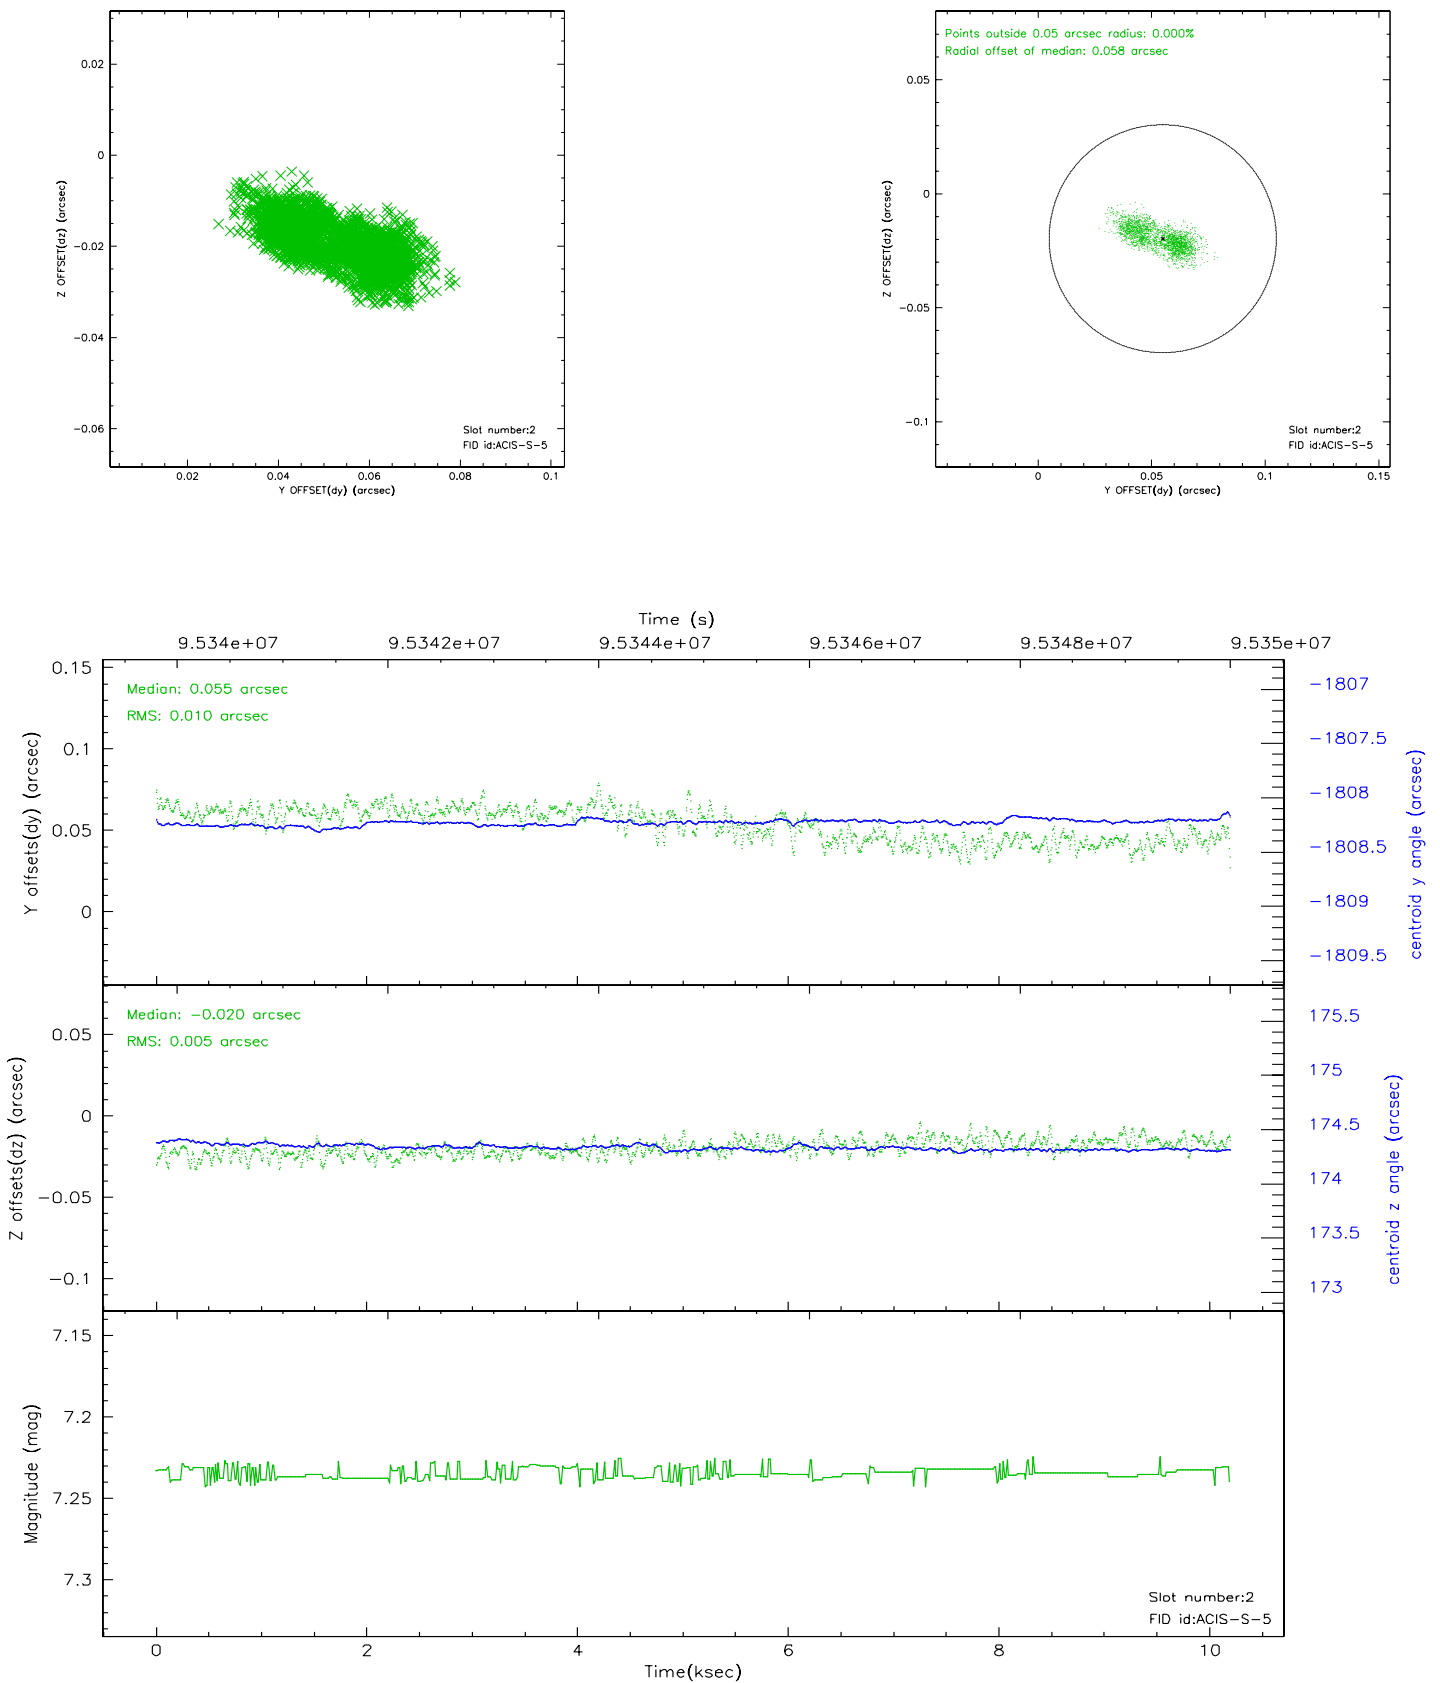 0.02
0
-0.02
-0.04
-0.06
Z OFFSET(dz) (arcsec)
Slot number:2
FID id:ACIS-S-5
0.02 0.04 0.06 0.08 0.1
Y OFFSET(dy) (arcsec)
Points outside 0.05 arcsec radius: 0.000%
Radial offset of median: 0.058 arcsec
0.05
0
-0.05
-0.1
Z OFFSET(dz) (arcsec)
Slot number:2
FID id:ACIS-S-5
0 0.05 0.1 0.15
Y OFFSET(dy) (arcsec)
Time (s)
9.534e+07 9.5342e+07 9.5344e+07 9.5346e+07 9.5348e+07 9.535e+07
Median: 0.055 arcsec
RMS: 0.010 arcsec
0.15
0.1
0.05
0
Y offsets(dy) (arcsec)
-1807
-1807.5
-1808
-1808.5
-1809
-1809.5
centroid y angle (arcsec)
Median: -0.020 arcsec
RMS: 0.005 arcsec
0.05
0
-0.05
-0.1
Z offsets(dz) (arcsec)
175.5
175
174.5
174
173.5
173
centroid z angle (arcsec)
7.15
7.2
7.25
7.3
Magnitude (mag)
Slot number:2
FID id:ACIS-S-5
0 2 4 6 8 10
Time(ksec)